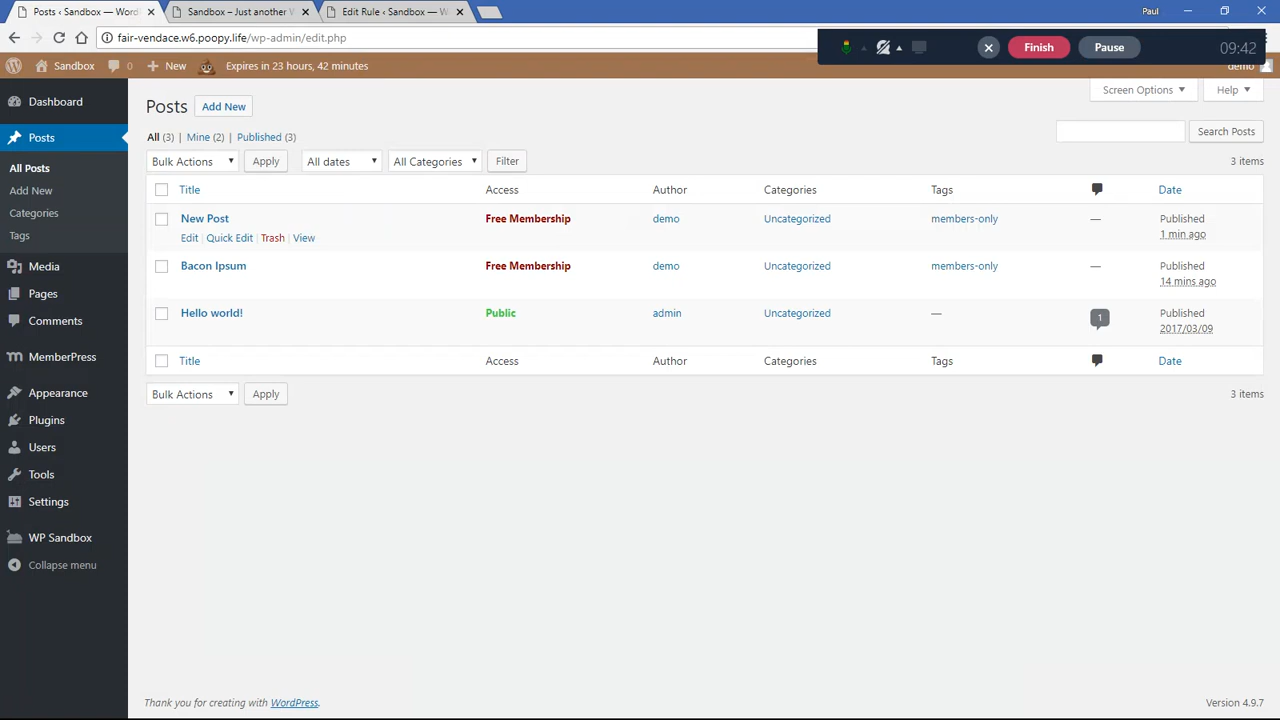 Posts ‹ Sandbox — Word
Sandbox – Just another W
Edit Rule ‹ Sandbox — W
Paul
fair-vendace.w6.poopy.life/wp-admin/edit.php
Finish
Pause
09:42
Sandbox
0
New
Expires in 23 hours, 42 minutes
demo
Dashboard
Posts
All Posts
Add New
Categories
Tags
Media
Pages
Comments
MemberPress
Appearance
Plugins
Users
Tools
Settings
WP Sandbox
Collapse menu
Screen Options
Help
Posts Add New
All (3) | Mine (2) | Published (3)
Search Posts
Bulk Actions Apply All dates All Categories Filter 3 items
Title Access Author Categories Tags Date
New Post Free Membership demo Uncategorized members-only — Published
Edit | Quick Edit | Trash | View 1 min ago
Bacon Ipsum Free Membership demo Uncategorized members-only — Published
14 mins ago
Hello world! Public admin Uncategorized — 1 Published
2017/03/09
Title Access Author Categories Tags Date
Bulk Actions Apply 3 items
Thank you for creating with WordPress. Version 4.9.7